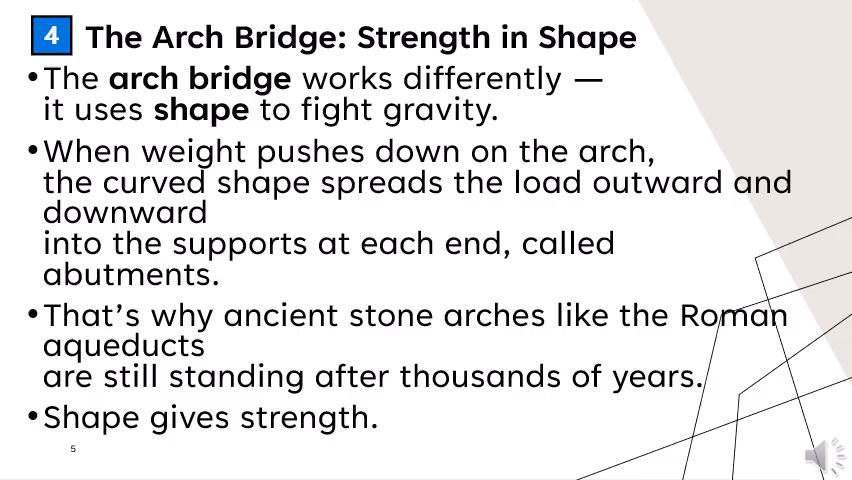 4 The Arch Bridge: Strength in Shape
•The arch bridge works differently —
it uses shape to fight gravity.
•When weight pushes down on the arch,
the curved shape spreads the load outward and
downward
into the supports at each end, called
abutments.
•That’s why ancient stone arches like the Roman
aqueducts
are still standing after thousands of years.
•Shape gives strength.
5